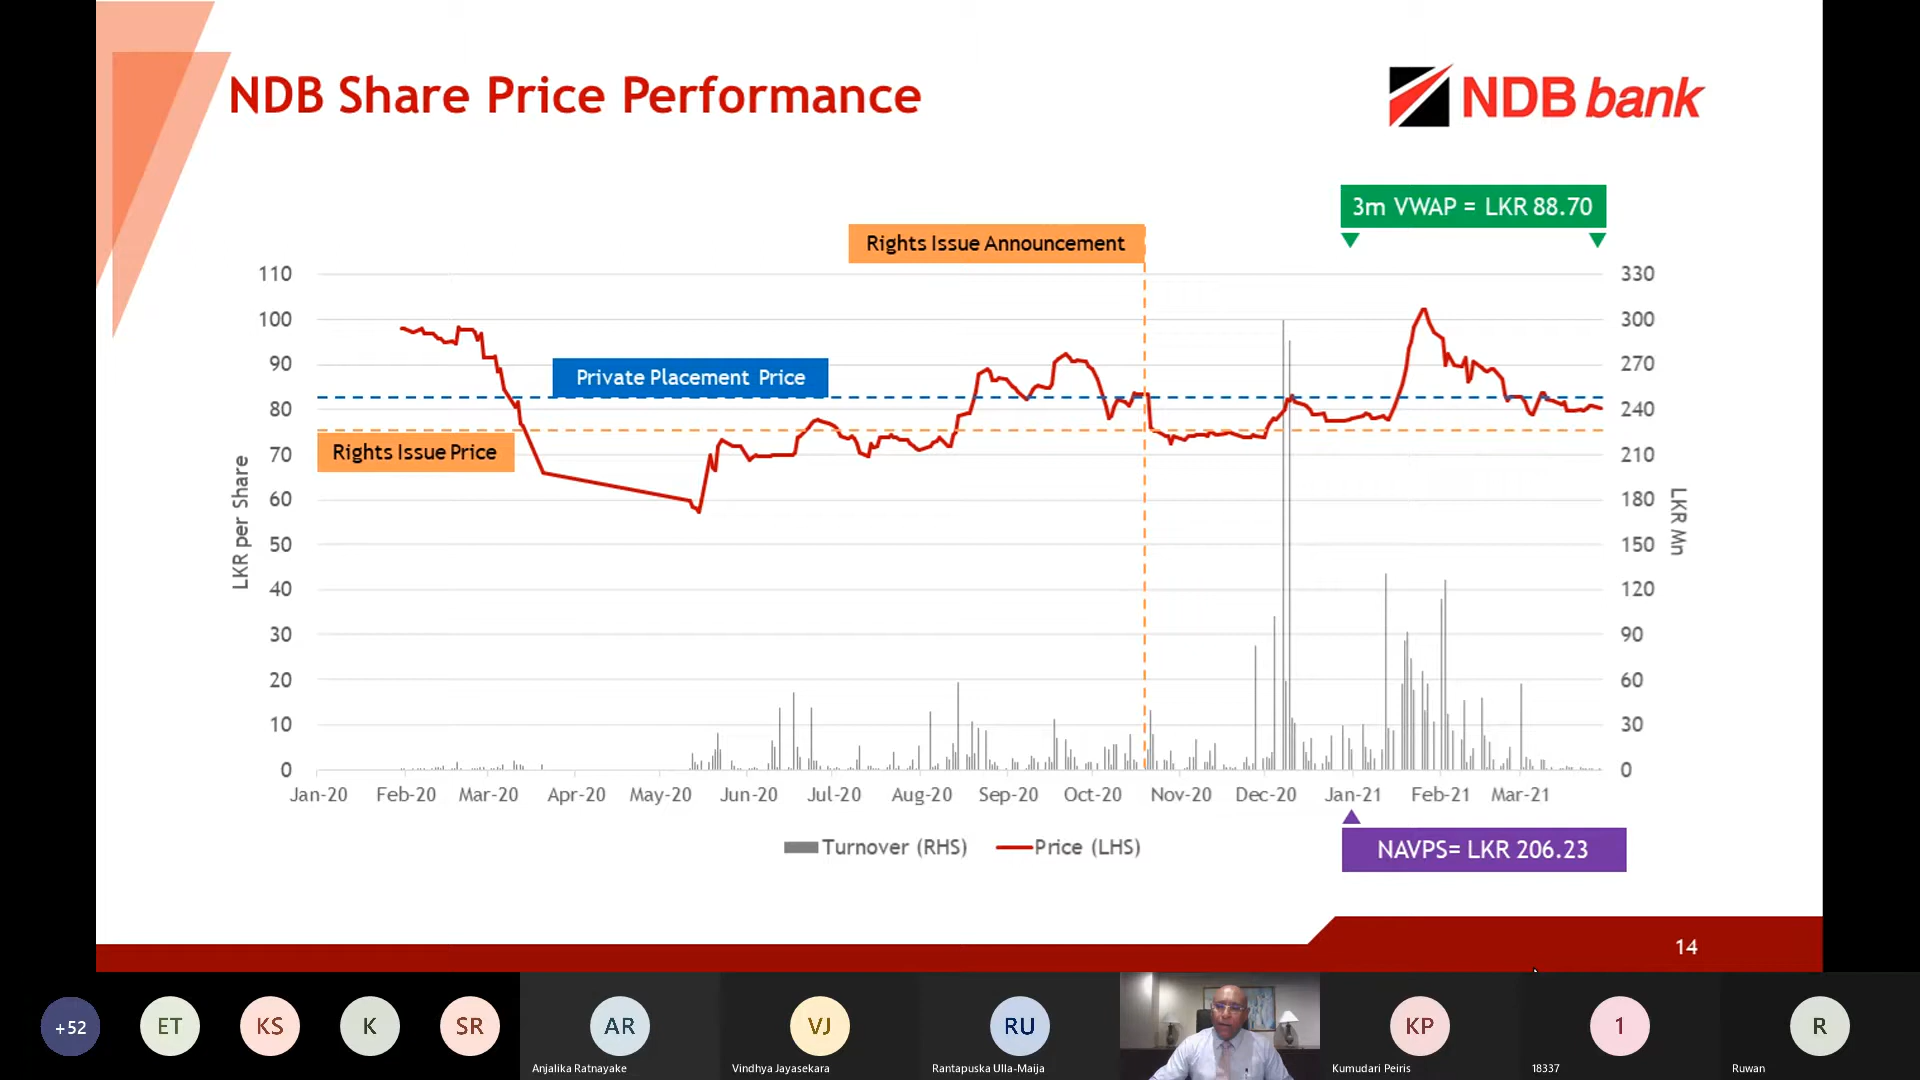 NDB Share Price Performance
NDB bank
3m VWAP = LKR 88.70
Rights Issue Announcement
Private Placement Price
Rights Issue Price
LKR per Share
110
100
90
80
70
60
50
40
30
20
10
0
330
300
270
240
210
180
150
120
90
60
30
0
LKR Mn
Jan-20 Feb-20 Mar-20 Apr-20 May-20 Jun-20 Jul-20 Aug-20 Sep-20 Oct-20 Nov-20 Dec-20 Jan-21 Feb-21 Mar-21
Turnover (RHS) Price (LHS)
NAVPS= LKR 206.23
14
+52 ET KS K SR AR VJ RU KP 1 R
Anjalika Ratnayake Vindhya Jayasekara Rantapuska Ulla-Maija Kumudari Peiris 18337 Ruwan